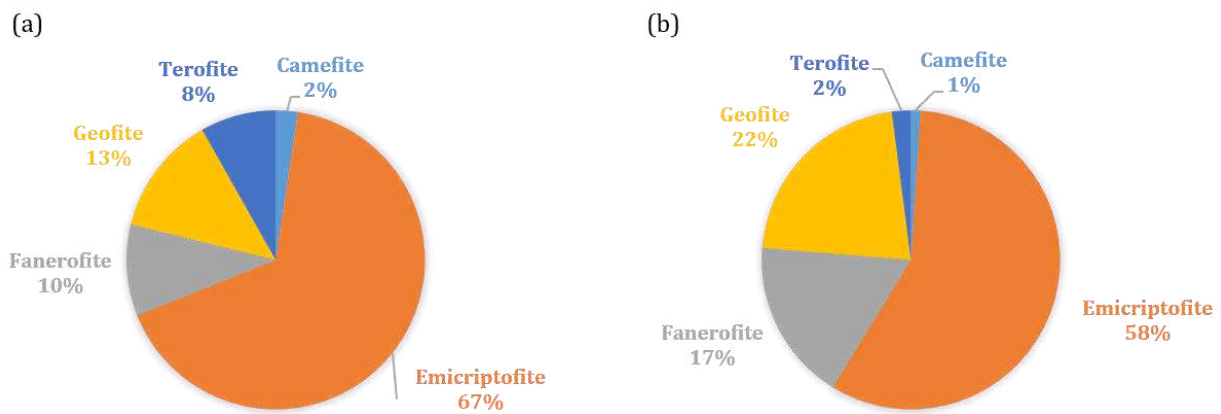 (a)
Terofite
8%
Camefite
2%
Geofite
13%
Fanerofite
10%
Emicriptofite
67%
(b)
Terofite
2%
Camefite
1%
Geofite
22%
Fanerofite
17%
Emicriptofite
58%